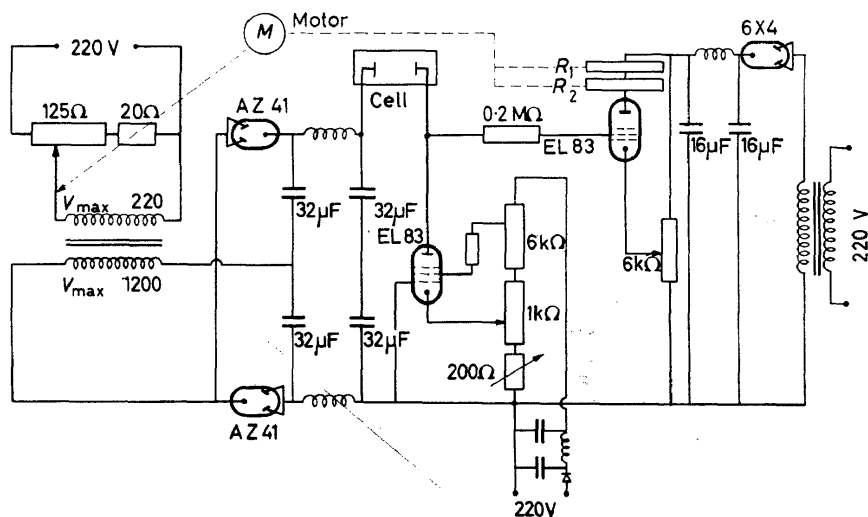 M
Motor
220 V
125Ω
20Ω
AZ 41
Cell
R1
R2
6X4
0·2 MΩ
EL 83
16μF
16μF
Vmax
220
32μF
32μF
EL 83
6kΩ
6kΩ
220 V
Vmax
1200
1kΩ
32μF
32μF
200Ω
AZ 41
220V